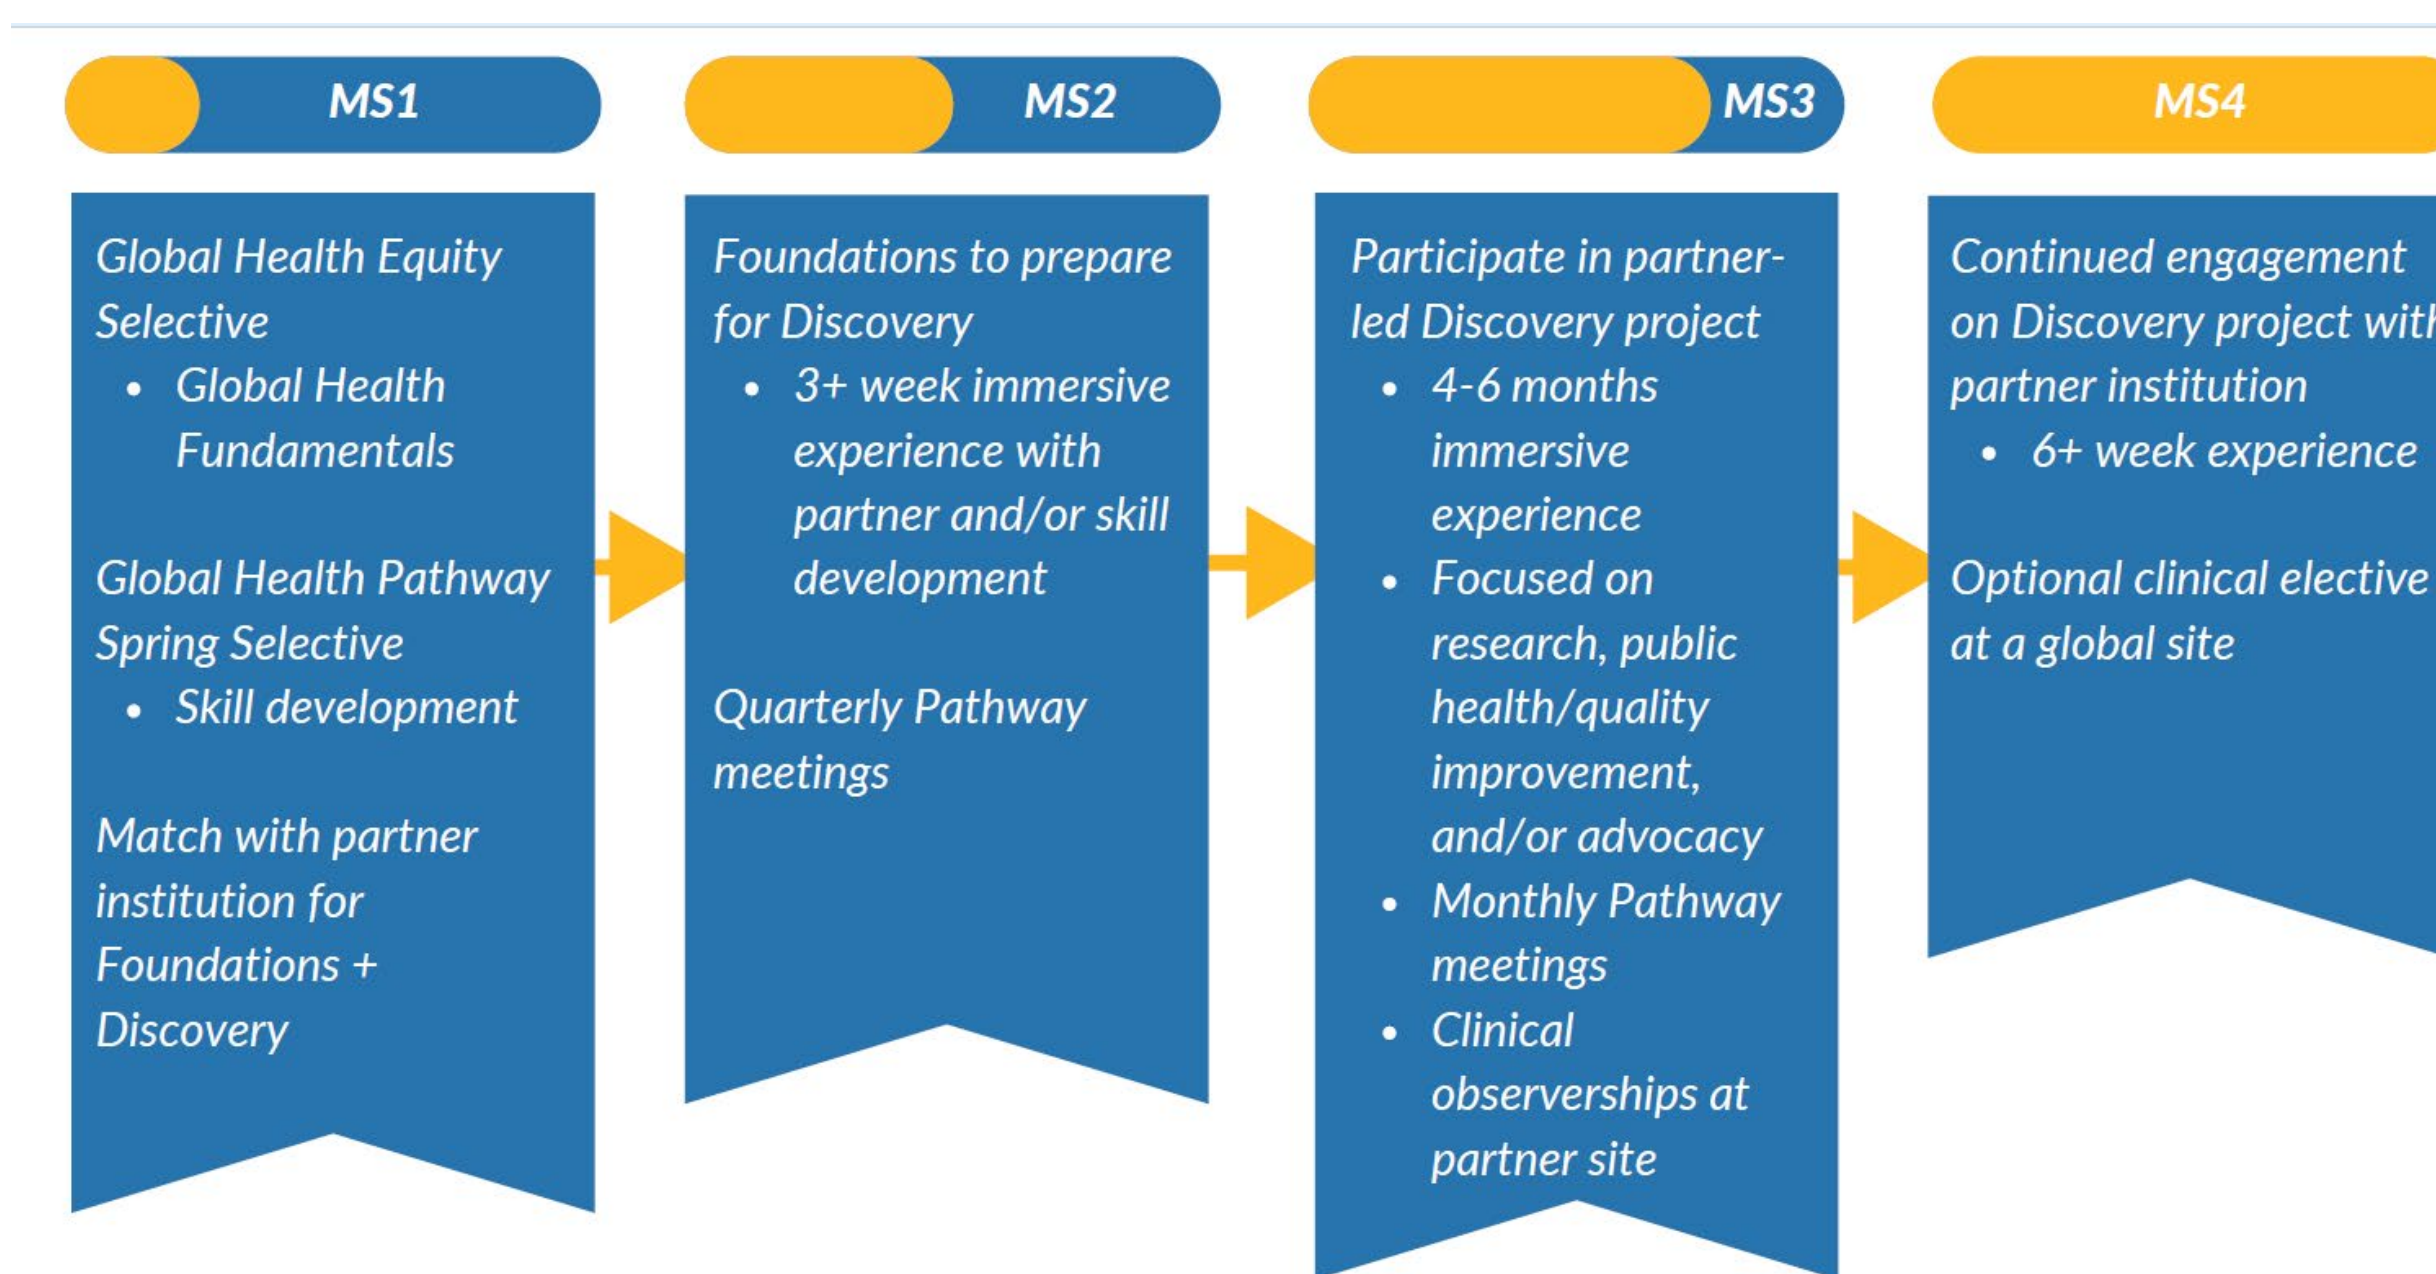 MS1
Global Health Equity
Selective
• Global Health
Fundamentals
Global Health Pathway
Spring Selective
• Skill development
Match with partner
institution for
Foundations +
Discovery
MS2
Foundations to prepare
for Discovery
• 3+ week immersive
experience with
partner and/or skill
development
Quarterly Pathway
meetings
MS3
Participate in partner-
led Discovery project
• 4-6 months
immersive
experience
• Focused on
research, public
health/quality
improvement,
and/or advocacy
• Monthly Pathway
meetings
• Clinical
observerships at
partner site
MS4
Continued engagement
on Discovery project with
partner institution
• 6+ week experience
Optional clinical elective
at a global site